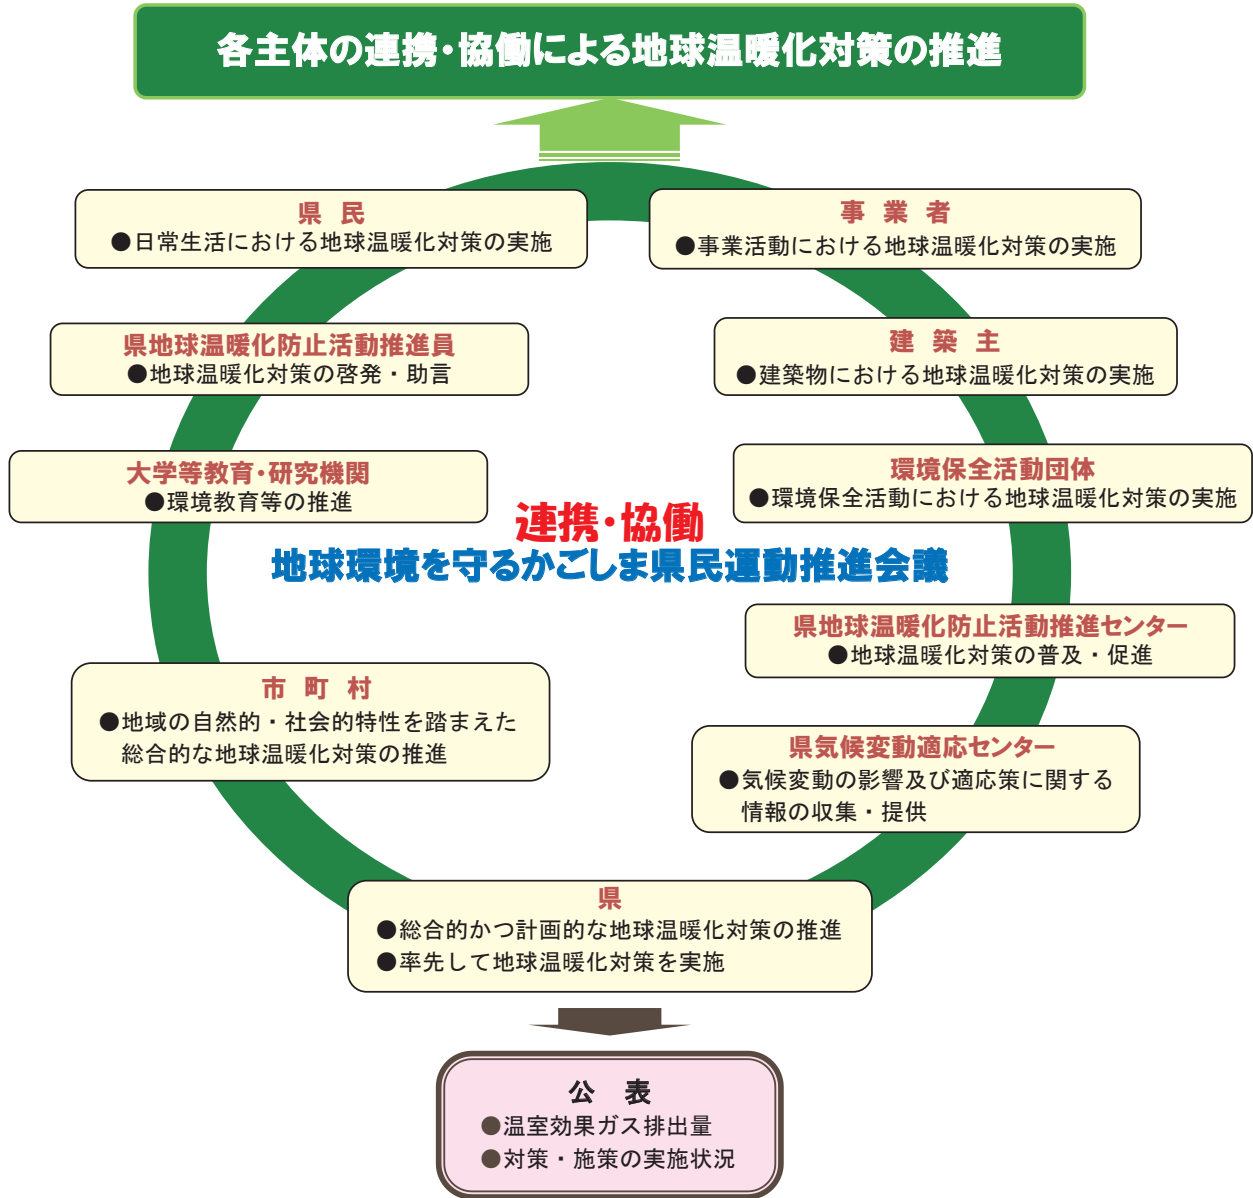 各主体の連携・協働による地球温暖化対策の推進
県民
●日常生活における地球温暖化対策の実施
事業者
●事業活動における地球温暖化対策の実施
県地球温暖化防止活動推進員
●地球温暖化対策の啓発・助言
建築主
●建築物における地球温暖化対策の実施
大学等教育・研究機関
●環境教育等の推進
環境保全活動団体
●環境保全活動における地球温暖化対策の実施
連携・協働
地球環境を守るかごしま県民運動推進会議
県地球温暖化防止活動推進センター
●地球温暖化対策の普及・促進
市町村
●地域の自然的・社会的特性を踏まえた
総合的な地球温暖化対策の推進
県気候変動適応センター
●気候変動の影響及び適応策に関する
情報の収集・提供
県
●総合的かつ計画的な地球温暖化対策の推進
●率先して地球温暖化対策を実施
公表
●温室効果ガス排出量
●対策・施策の実施状況